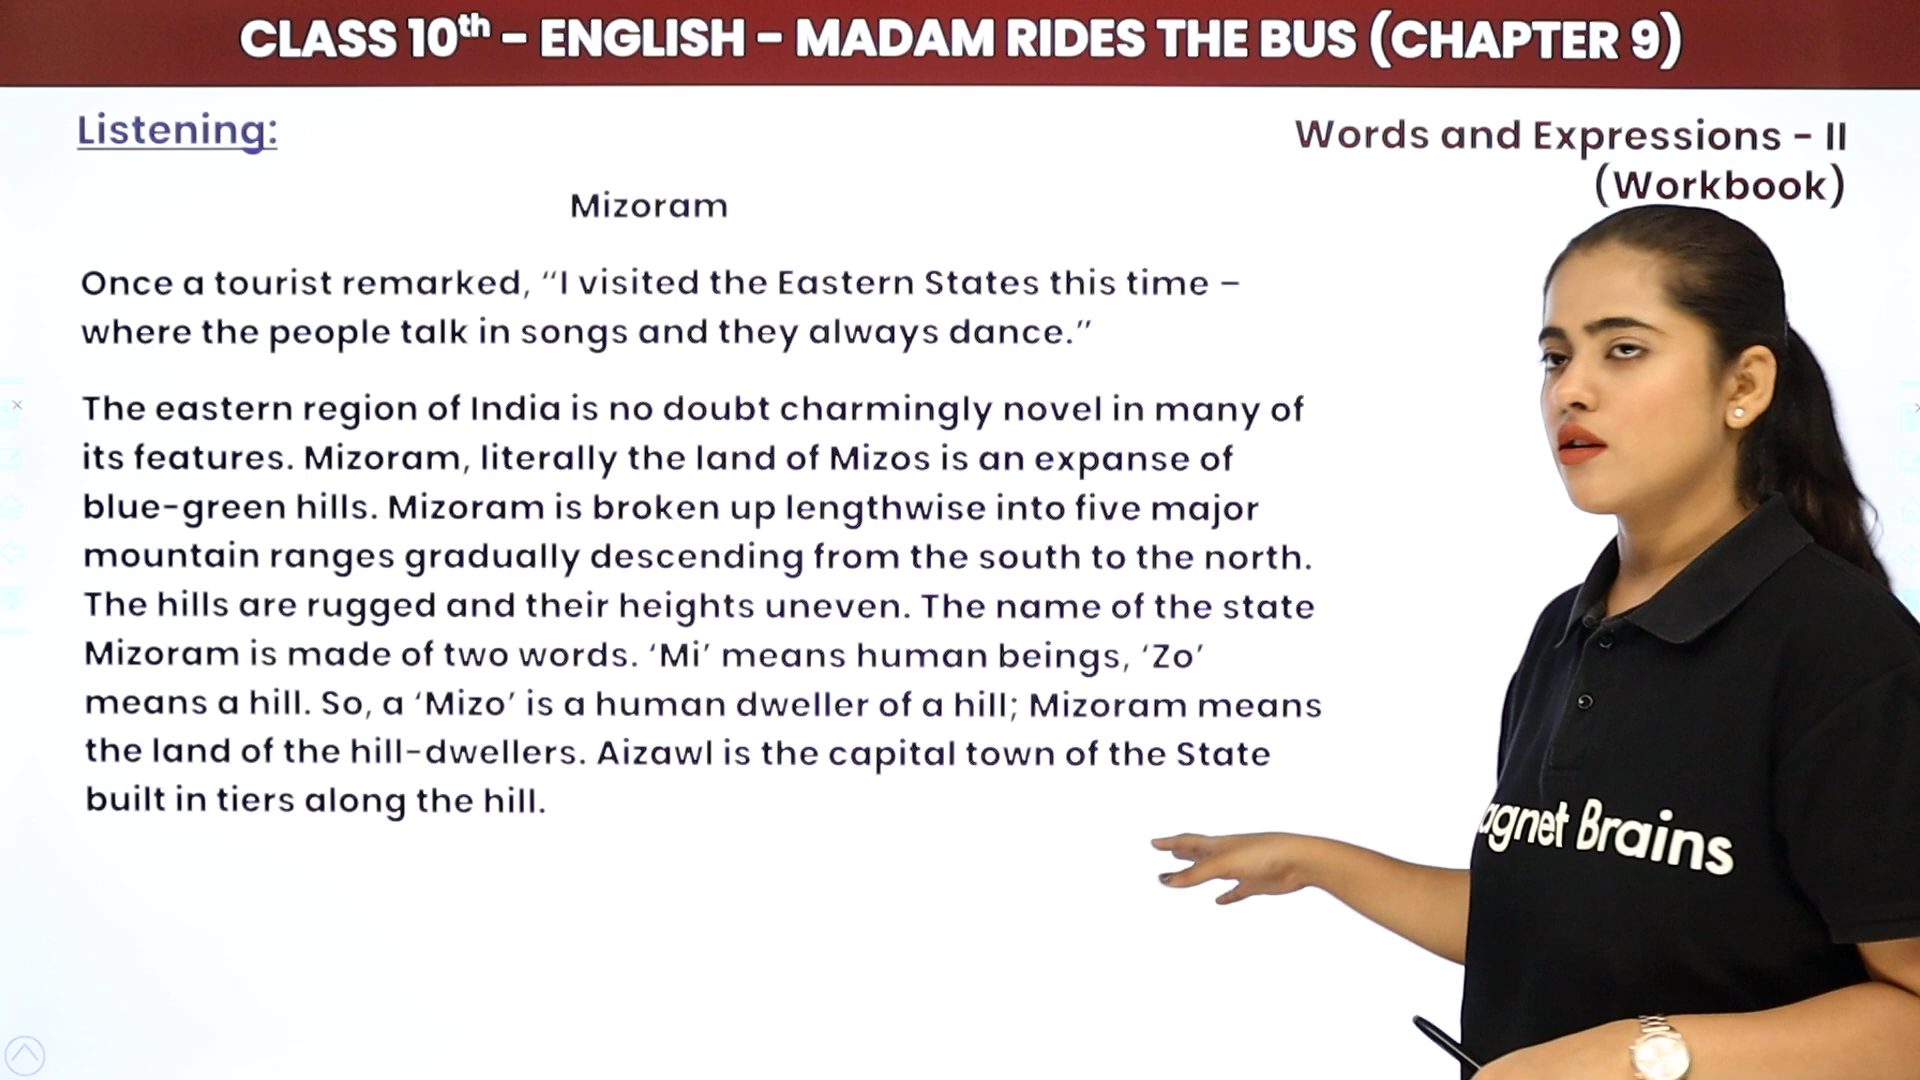 CLASS 10th - ENGLISH - MADAM RIDES THE BUS (CHAPTER 9)
Listening:
Words and Expressions - II
(Workbook)
Mizoram
Once a tourist remarked, “I visited the Eastern States this time –
where the people talk in songs and they always dance.”
The eastern region of India is no doubt charmingly novel in many of
its features. Mizoram, literally the land of Mizos is an expanse of
blue-green hills. Mizoram is broken up lengthwise into five major
mountain ranges gradually descending from the south to the north.
The hills are rugged and their heights uneven. The name of the state
Mizoram is made of two words. ‘Mi’ means human beings, ‘Zo’
means a hill. So, a ‘Mizo’ is a human dweller of a hill; Mizoram means
the land of the hill-dwellers. Aizawl is the capital town of the State
built in tiers along the hill.
agnet Brains